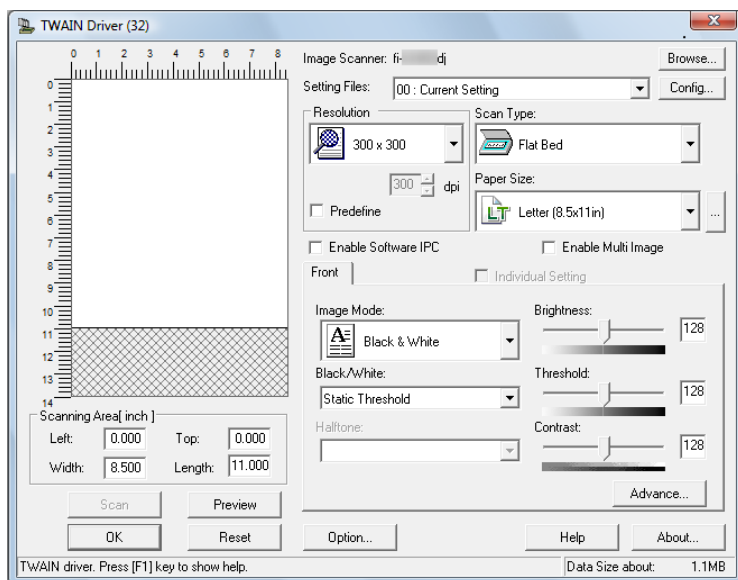 TWAIN Driver (32)
0 1 2 3 4 5 6 7 8
0
1
2
3
4
5
6
7
8
9
10
11
12
13
14
Image Scanner: fi- dj
Browse...
Setting Files: 00 : Current Setting
Config...
Resolution
300 x 300
300 dpi
Predefine
Scan Type:
Flat Bed
Paper Size:
LT Letter (8.5x11in)
...
Enable Software IPC
Enable Multi Image
Front
Individual Setting
Image Mode:
A Black & White
Black/White:
Static Threshold
Halftone:
Brightness:
128
Threshold:
128
Contrast:
128
Advance...
Scanning Area[ inch ]
Left: 0.000 Top: 0.000
Width: 8.500 Length: 11.000
Scan Preview
OK Reset
Option... Help About...
TWAIN driver. Press [F1] key to show help. Data Size about: 1.1MB